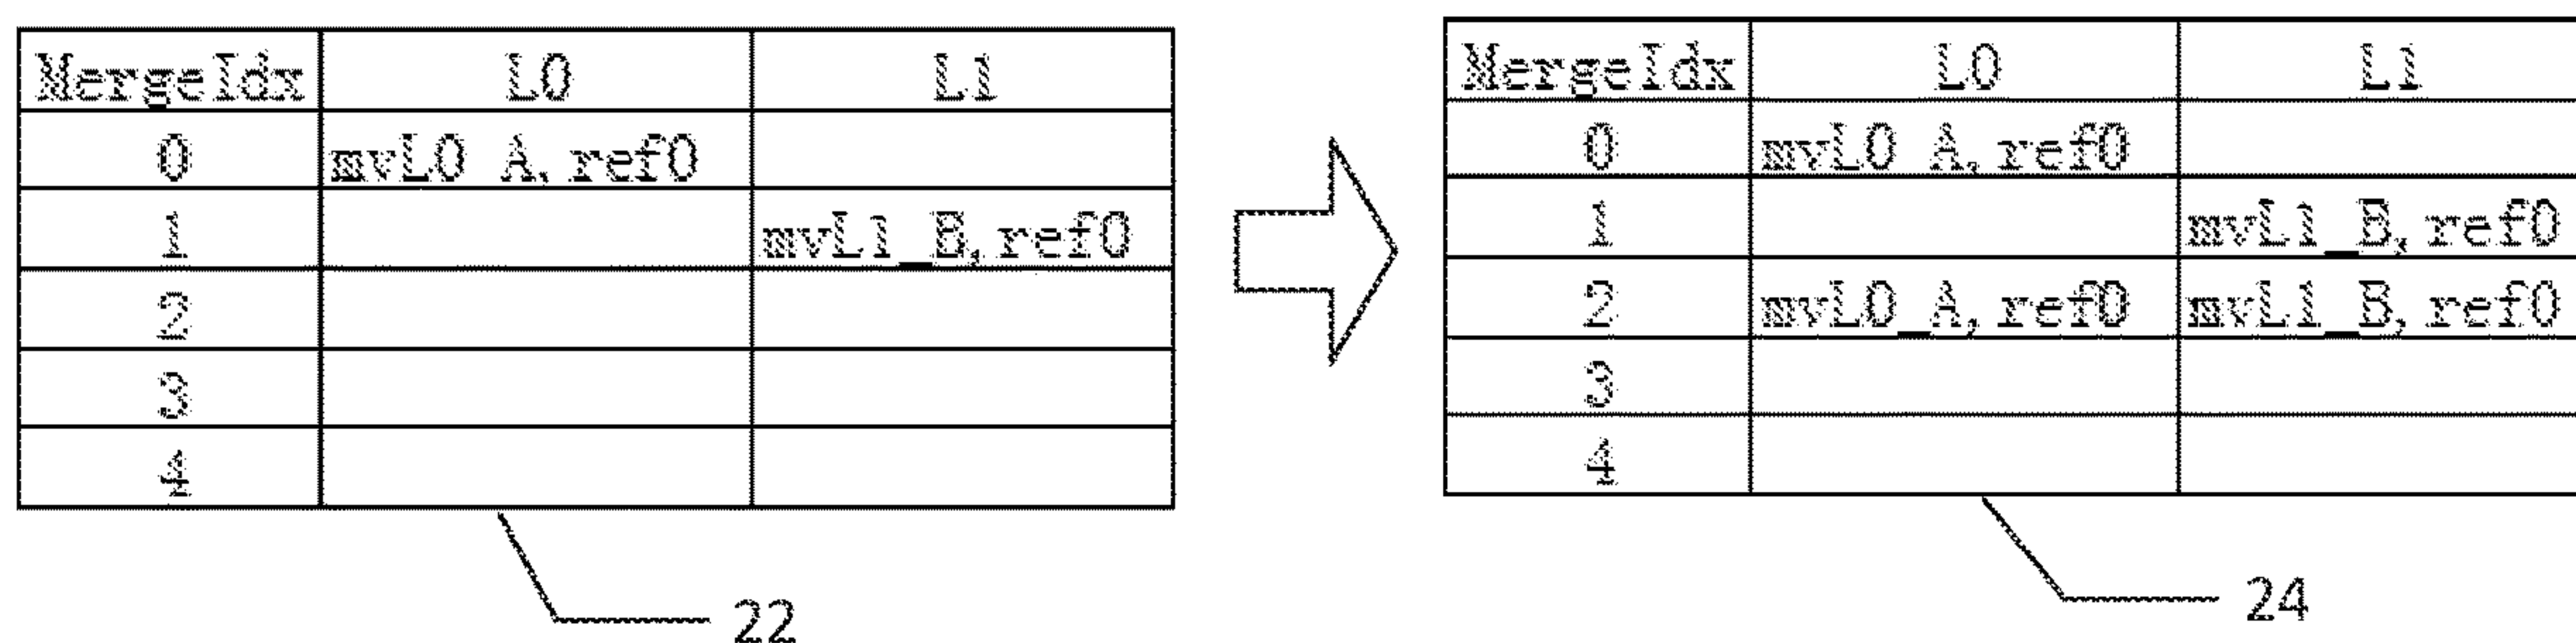 MergeIdx L0 L1
0 mvL0_A, ref0
1 mvL1_B, ref0
2
3
4
22
MergeIdx L0 L1
0 mvL0_A, ref0
1 mvL1_B, ref0
2 mvL0_A, ref0 mvL1_B, ref0
3
4
24